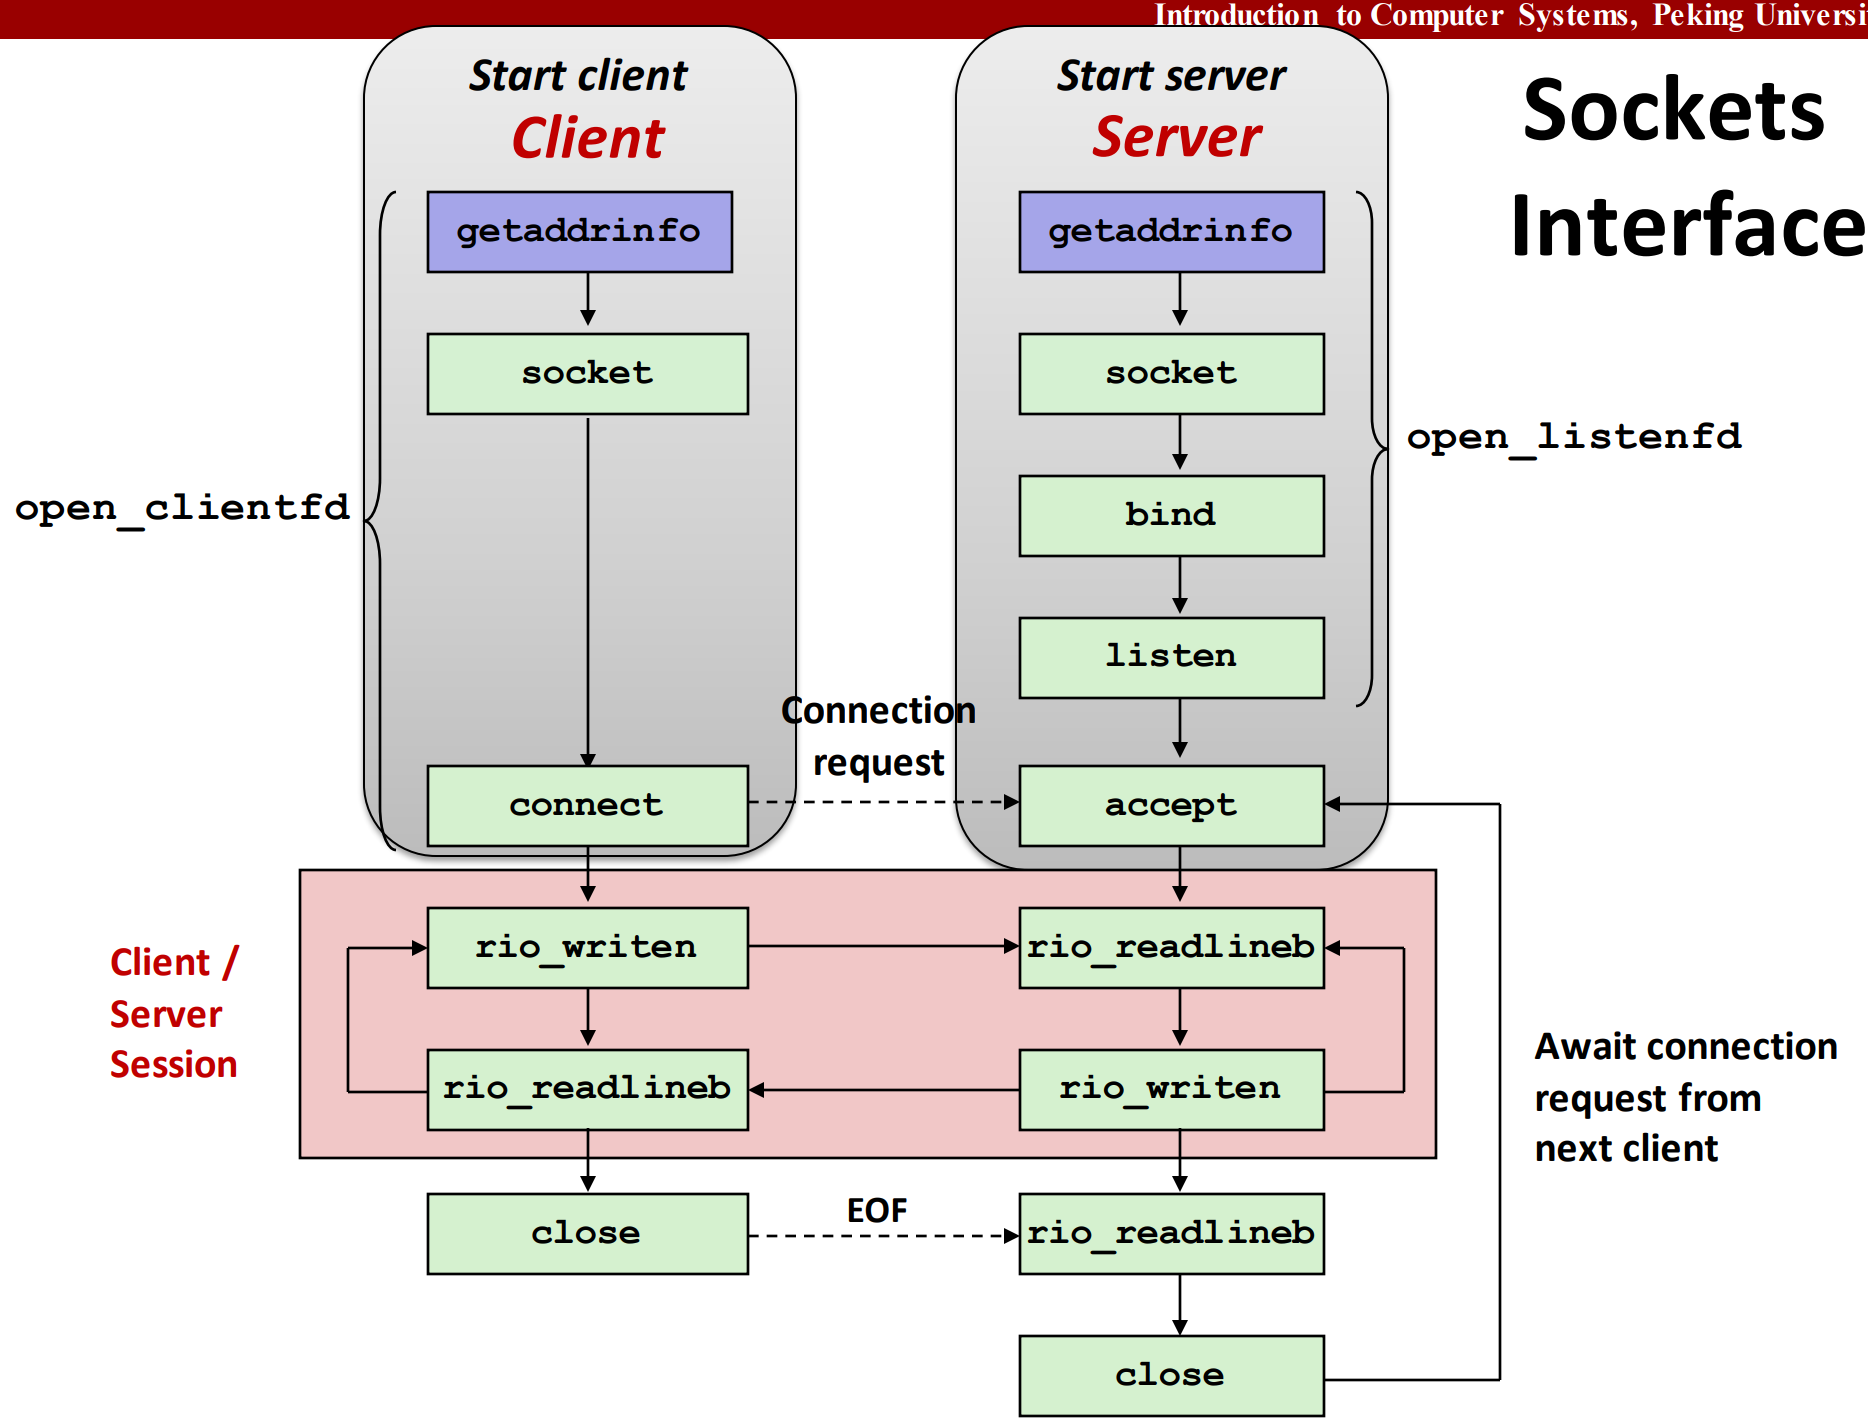 Introduction to Computer Systems, Peking
Sockets
Interface
Start client
Client
getaddrinfo
socket
connect
open_clientfd
Start server
Server
getaddrinfo
socket
bind
listen
accept
open_listenfd
Connection
request
Client /
Server
Session
rio_writen
rio_readlineb
rio_readlineb
rio_writen
Await connection
request from
next client
close
EOF
rio_readlineb
close